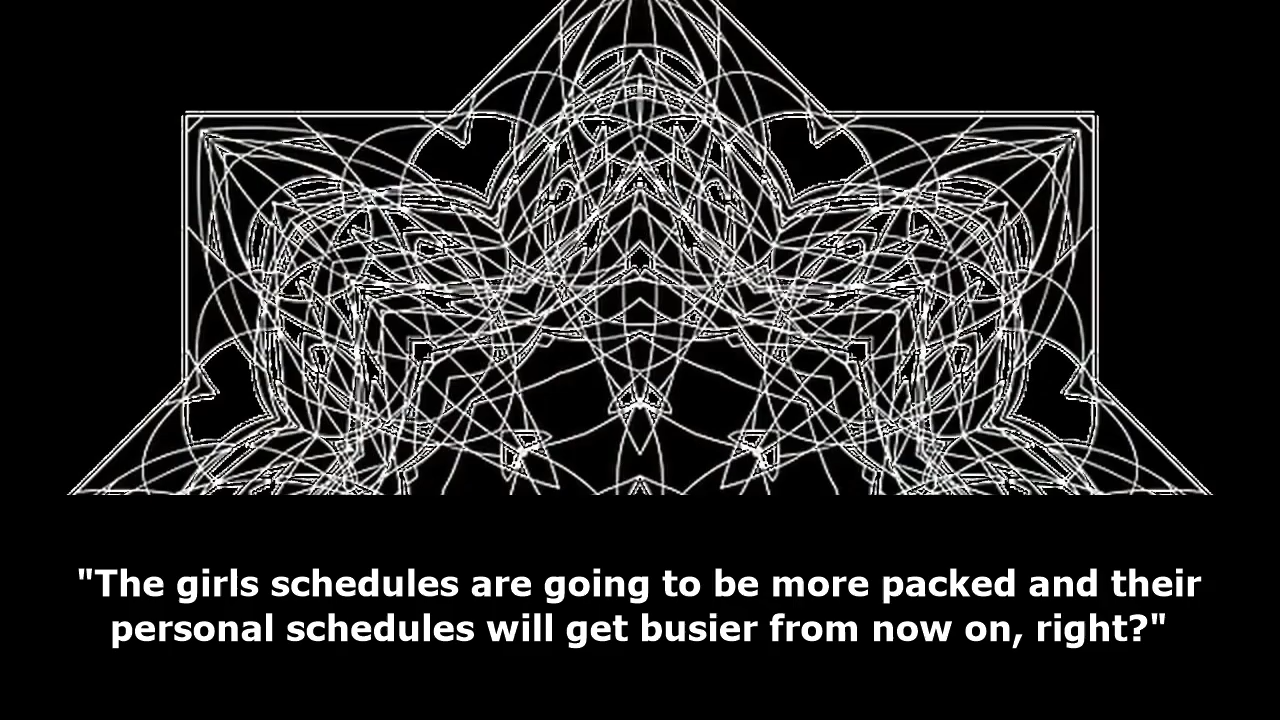 "The girls schedules are going to be more packed and their
personal schedules will get busier from now on, right?"